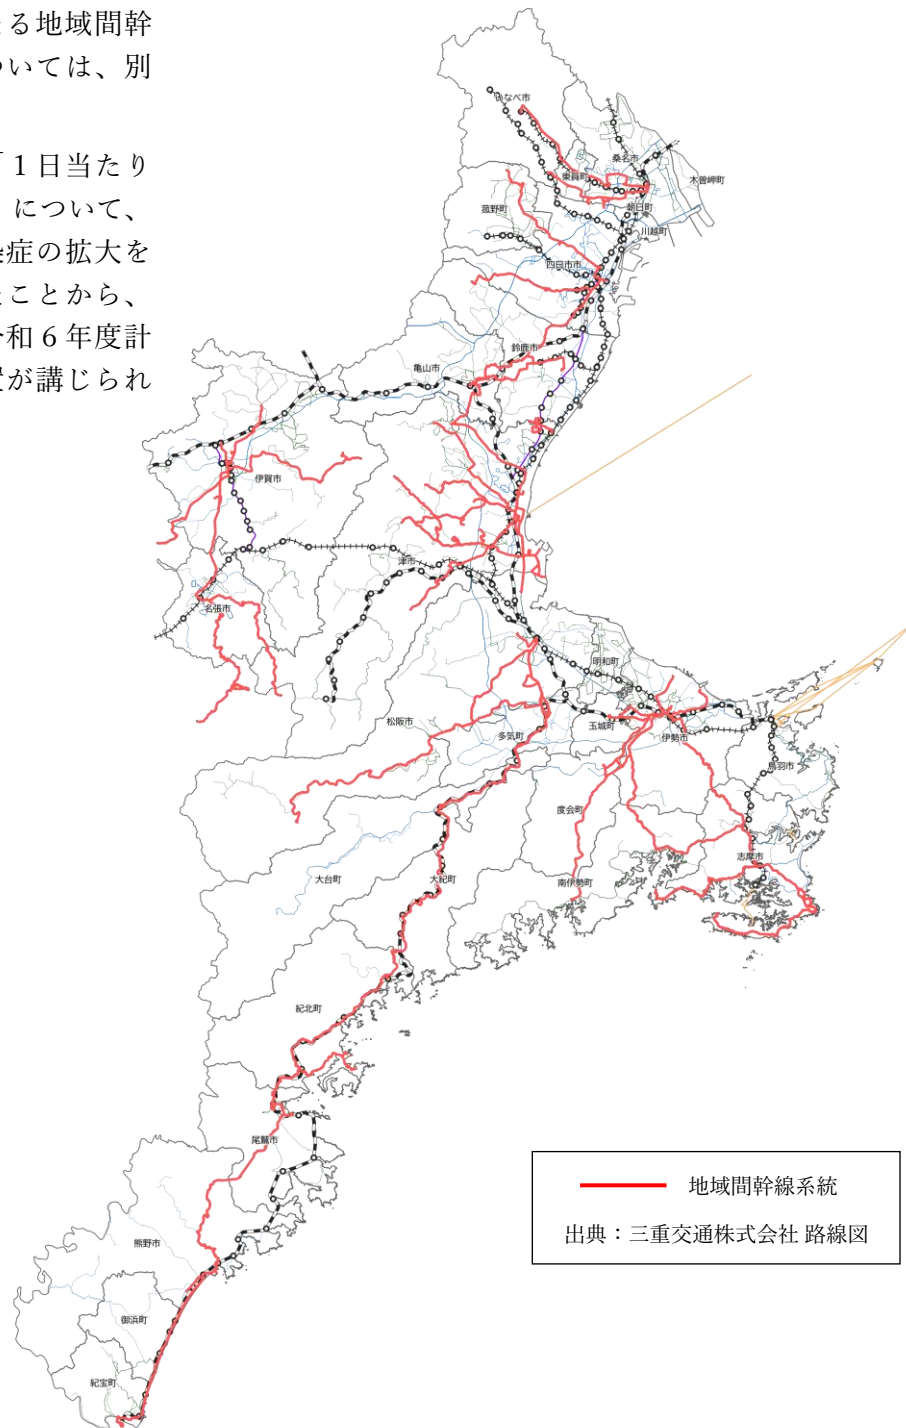 る地域間幹
いては、別
「１日当たり
」について、
染症の拡大を
ことから、
令和６年度計
置が講じられ
いなべ市
桑名市
東員町
木曽岬町
菰野町
朝日町
川越町
四日市市
鈴鹿市
亀山市
伊賀市
津市
名張市
明和町
松阪市
玉城町
多気町
伊勢市
鳥羽市
度会町
志摩市
大台町
大紀町
南伊勢町
紀北町
尾鷲市
地域間幹線系統
出典：三重交通株式会社 路線図
熊野市
御浜町
紀宝町